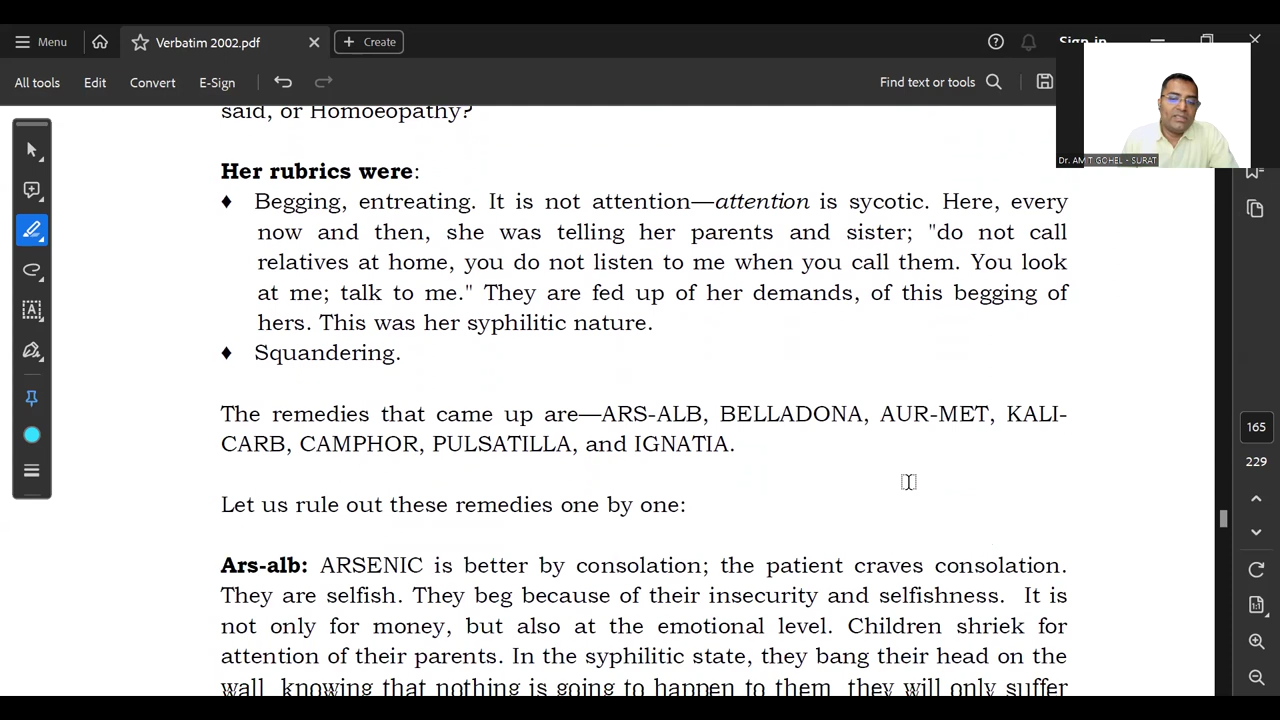 Menu
Verbatim 2002.pdf
Create
Sign in
All tools
Edit
Convert
E-Sign
Find text or tools
Dr. AMIT GOHEL - SURAT
said, or Homoeopathy?
Her rubrics were:
♦ Begging, entreating. It is not attention—attention is sycotic. Here, every
now and then, she was telling her parents and sister; "do not call
relatives at home, you do not listen to me when you call them. You look
at me; talk to me." They are fed up of her demands, of this begging of
hers. This was her syphilitic nature.
♦ Squandering.
The remedies that came up are—ARS-ALB, BELLADONA, AUR-MET, KALI-
CARB, CAMPHOR, PULSATILLA, and IGNATIA.
Let us rule out these remedies one by one:
Ars-alb: ARSENIC is better by consolation; the patient craves consolation.
They are selfish. They beg because of their insecurity and selfishness. It is
not only for money, but also at the emotional level. Children shriek for
attention of their parents. In the syphilitic state, they bang their head on the
wall, knowing that nothing is going to happen to them, they will only suffer
165
229